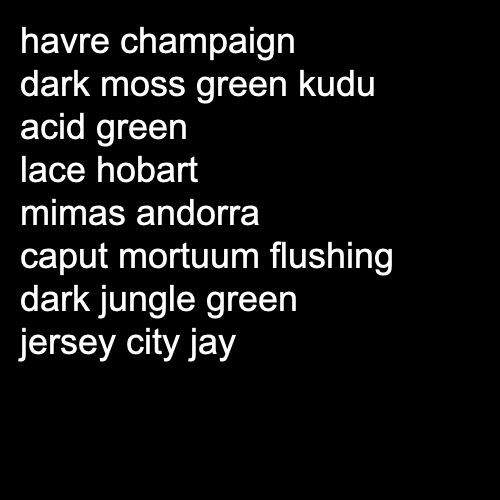 havre champaign
dark moss green kudu
acid green
lace hobart
mimas andorra
caput mortuum flushing
dark jungle green
jersey city jay